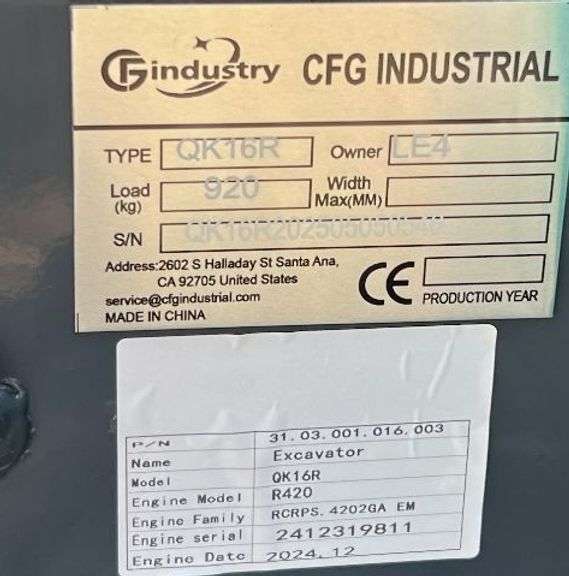 CFG industry CFG INDUSTRIAL
TYPE QK16R Owner LE4
Load (kg) 920 Width Max(MM)
S/N
Address:2602 S Halladay St Santa Ana,
CA 92705 United States
service@cfgindustrial.com
MADE IN CHINA
CE PRODUCTION YEAR
P/N 31.03.001.016.003
Name Excavator
Model QK16R
Engine Model R420
Engine Family RCRPS.4202GA EM
Engine serial 2412319811
Engine Date 2024.12